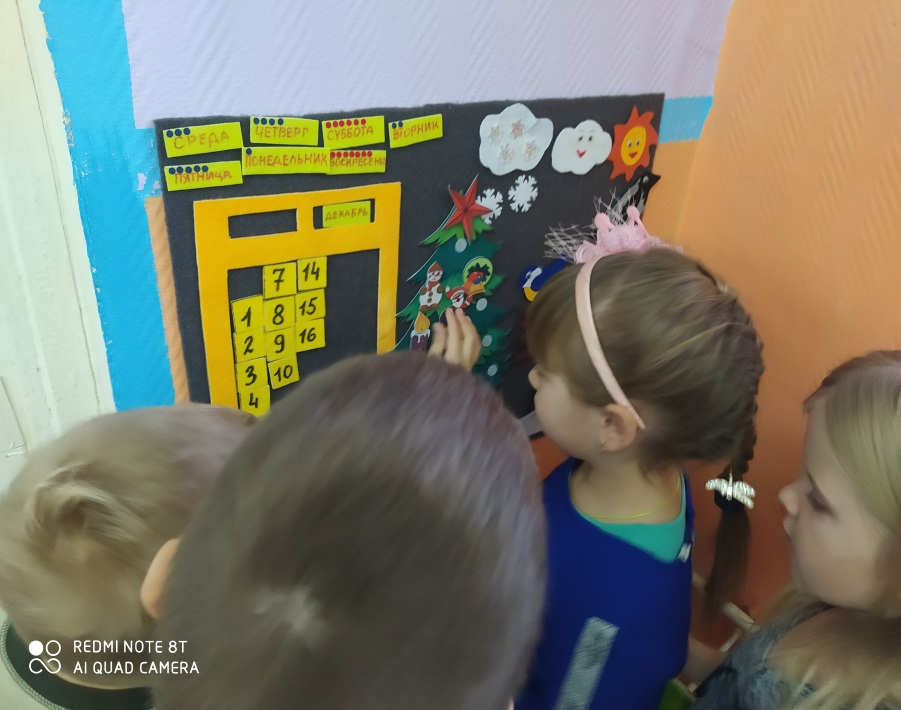 СРЕДА
ЧЕТВЕРГ
СУББОТА
ВТОРНИК
ПЯТНИЦА
ПОНЕДЕЛЬНИК
ВОСКРЕСЕНЬЕ
ДЕКАБРЬ
7 14
1 8 15
2 9 16
3 10
4
REDMI NOTE 8T
AI QUAD CAMERA